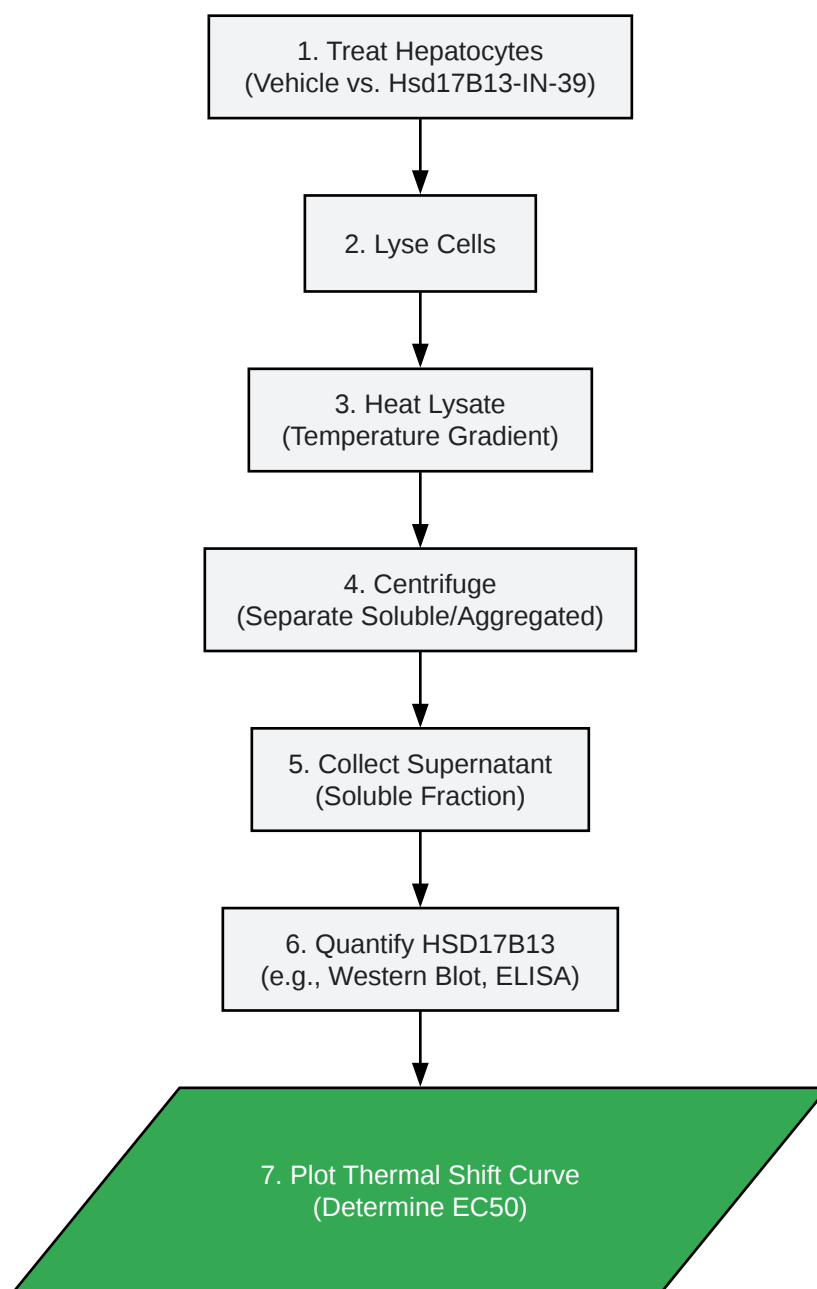 1. Treat Hepatocytes
(Vehicle vs. Hsd17B13-IN-39)
2. Lyse Cells
3. Heat Lysate
(Temperature Gradient)
4. Centrifuge
(Separate Soluble/Aggregated)
5. Collect Supernatant
(Soluble Fraction)
6. Quantify HSD17B13
(e.g., Western Blot, ELISA)
7. Plot Thermal Shift Curve
(Determine EC50)